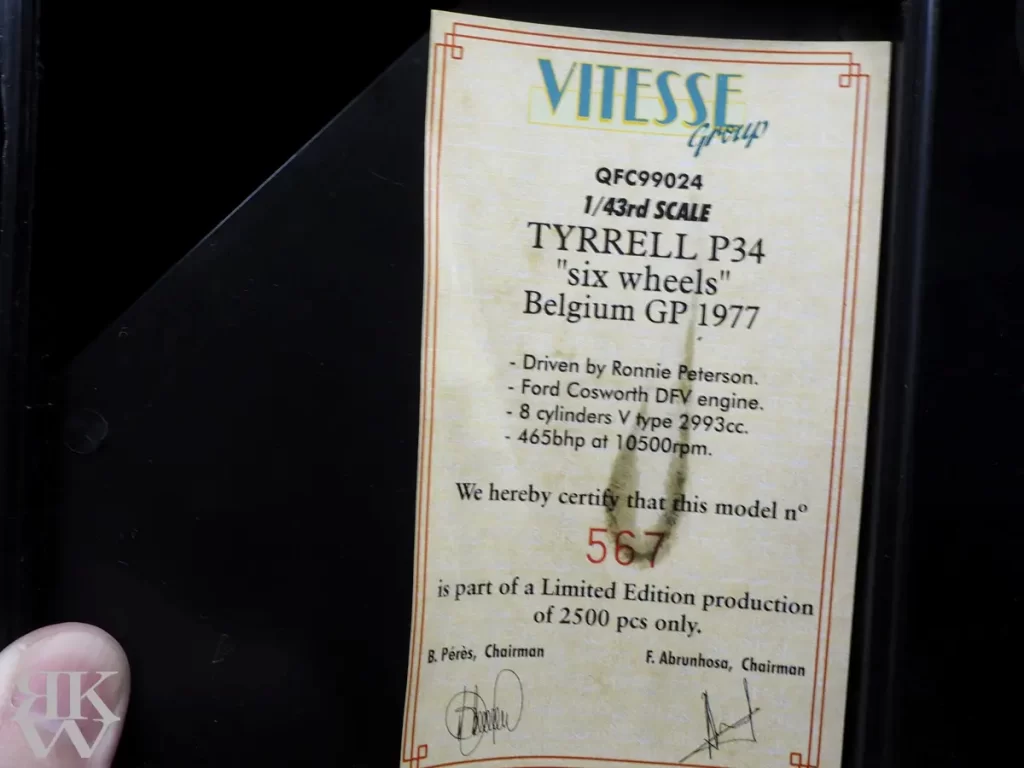 VITESSE
Group
QFC99024
1/43rd SCALE
TYRRELL P34
"six wheels"
Belgium GP 1977
- Driven by Ronnie Peterson.
- Ford Cosworth DFV engine.
- 8 cylinders V type 2993cc.
- 465bhp at 10500rpm.
We hereby certify that this model nº
567
is part of a Limited Edition production
of 2500 pcs only.
B. Pérès, Chairman
F. Abrunhosa, Chairman